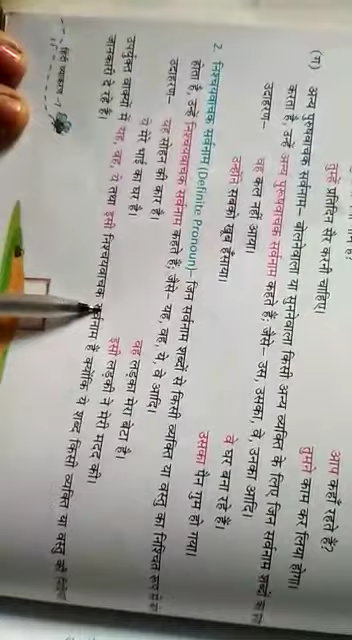 तुम्हें प्रतिदिन सैर करनी चाहिए। आप कहाँ रहते हैं?
तुमने काम कर लिया होगा।
(ग) अन्य पुरुषवाचक सर्वनाम– बोलनेवाला या सुननेवाला किसी अन्य व्यक्ति के लिए जिन सर्वनाम शब्दों का
करता है, उन्हें अन्य पुरुषवाचक सर्वनाम कहते हैं; जैसे– उस, उसका, वे, उनका आदि।
उदाहरण– वह कल नहीं आया। वे घर बना रहे हैं।
उन्होंने सबको खूब हँसाया। उसका पैन गुम हो गया।
2. निश्चयवाचक सर्वनाम (Definite Pronoun)– जिन सर्वनाम शब्दों से किसी व्यक्ति या वस्तु का निश्चित रूप से
होता है, उन्हें निश्चयवाचक सर्वनाम कहते हैं; जैसे– यह, वह, ये, वे आदि।
उदाहरण– यह सोहन की कार है। वह लड़का मेरा बेटा है।
ये मेरे भाई का घर है। इसी लड़की ने मेरी मदद की।
उपर्युक्त वाक्यों में यह, वह, ये तथा इसी निश्चयवाचक सर्वनाम हैं क्योंकि ये शब्द किसी व्यक्ति या वस्तु की
जानकारी दे रहे हैं।
हिंदी व्याकरण -7